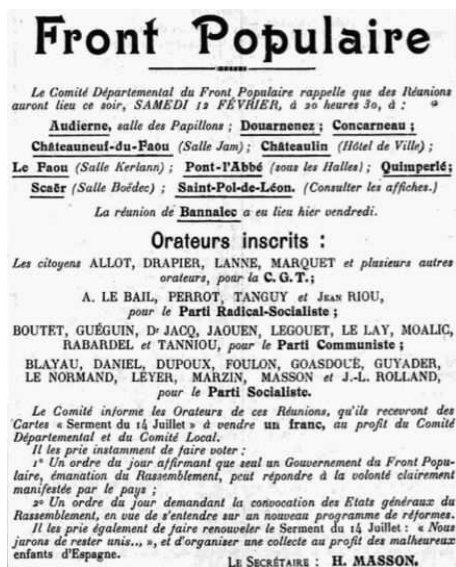 Front Populaire
Le Comité Départemental du Front Populaire rappelle que des Réunions
auront lieu ce soir, SAMEDI 12 FÉVRIER, à 20 heures 30, à :
Audierne, salle des Papillons ; Douarnenez ; Concarneau ;
Châteauneuf-du-Faou (Salle Jam) ; Châteaulin (Hôtel de Ville) ;
Le Faou (Salle Kerlann) ; Pont-l'Abbé (sous les Halles) ; Quimperlé ;
Scaër (Salle Boëdec) ; Saint-Pol-de-Léon. (Consulter les affiches.)
La réunion de Bannalec a eu lieu hier vendredi.
Orateurs inscrits :
Les citoyens ALLOT, DRAPIER, LANNE, MARQUET et plusieurs autres
orateurs, pour la C. G. T. ;
A. LE BAIL, PERROT, TANGUY et JEAN RIOU,
pour le Parti Radical-Socialiste ;
BOUTET, GUÉGUIN, Dr JACQ, JAOUEN, LEGOUET, LE LAY, MOALIC,
RABARDEL et TANNIOU, pour le Parti Communiste ;
BLAYAU, DANIEL, DUPOUX, FOULON, GOASDOUÉ, GUYADER,
LE NORMAND, LEYER, MARZIN, MASSON et J.-L. ROLLAND,
pour le Parti Socialiste.
Le Comité informe les Orateurs de ces Réunions, qu'ils recevront des
Cartes « Serment du 14 Juillet » à vendre un franc, au profit du Comité
Départemental et du Comité Local.
Il les prie instamment de faire voter :
1° Un ordre du jour affirmant que seul un Gouvernement du Front Popu-
laire, émanation du Rassemblement, peut répondre à la volonté clairement
manifestée par le pays ;
2° Un ordre du jour demandant la convocation des Etats généraux du
Rassemblement, en vue de s'entendre sur un nouveau programme de réformes.
Il les prie également de faire renouveler le Serment du 14 Juillet : « Nous
jurons de rester unis... », et d'organiser une collecte au profit des malheureux
enfants d'Espagne.
LE SECRÉTAIRE : H. MASSON.